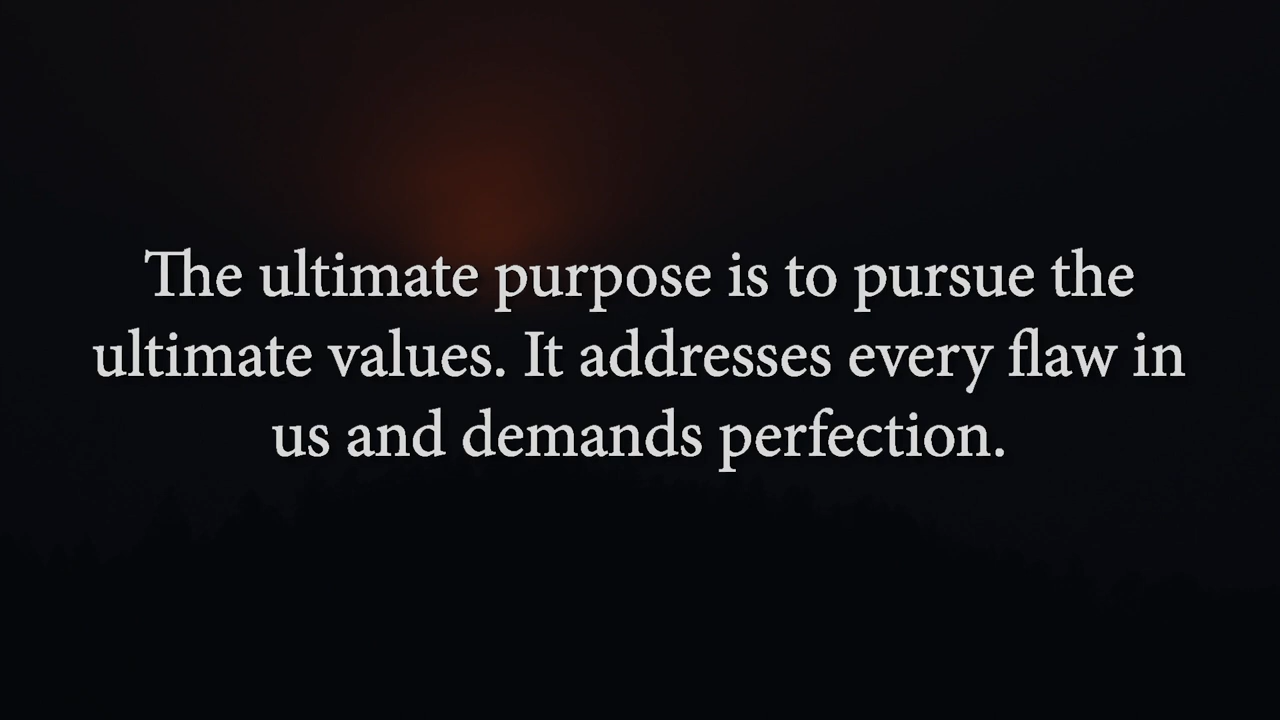 The ultimate purpose is to pursue the
ultimate values. It addresses every flaw in
us and demands perfection.